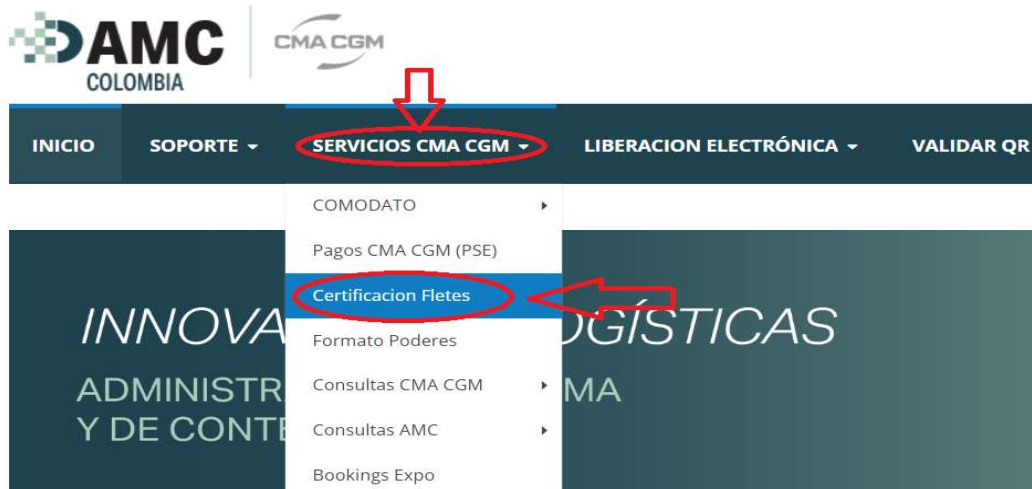 DAMC
COLOMBIA
CMA CGM
INICIO SOPORTE SERVICIOS CMA CGM LIBERACION ELECTRÓNICA VALIDAR QR
COMODATO
Pagos CMA CGM (PSE)
Certificacion Fletes
Formato Poderes
Consultas CMA CGM
Consultas AMC
Bookings Expo
INNOVA OGÍSTICAS
ADMINISTR MA
Y DE CONTE